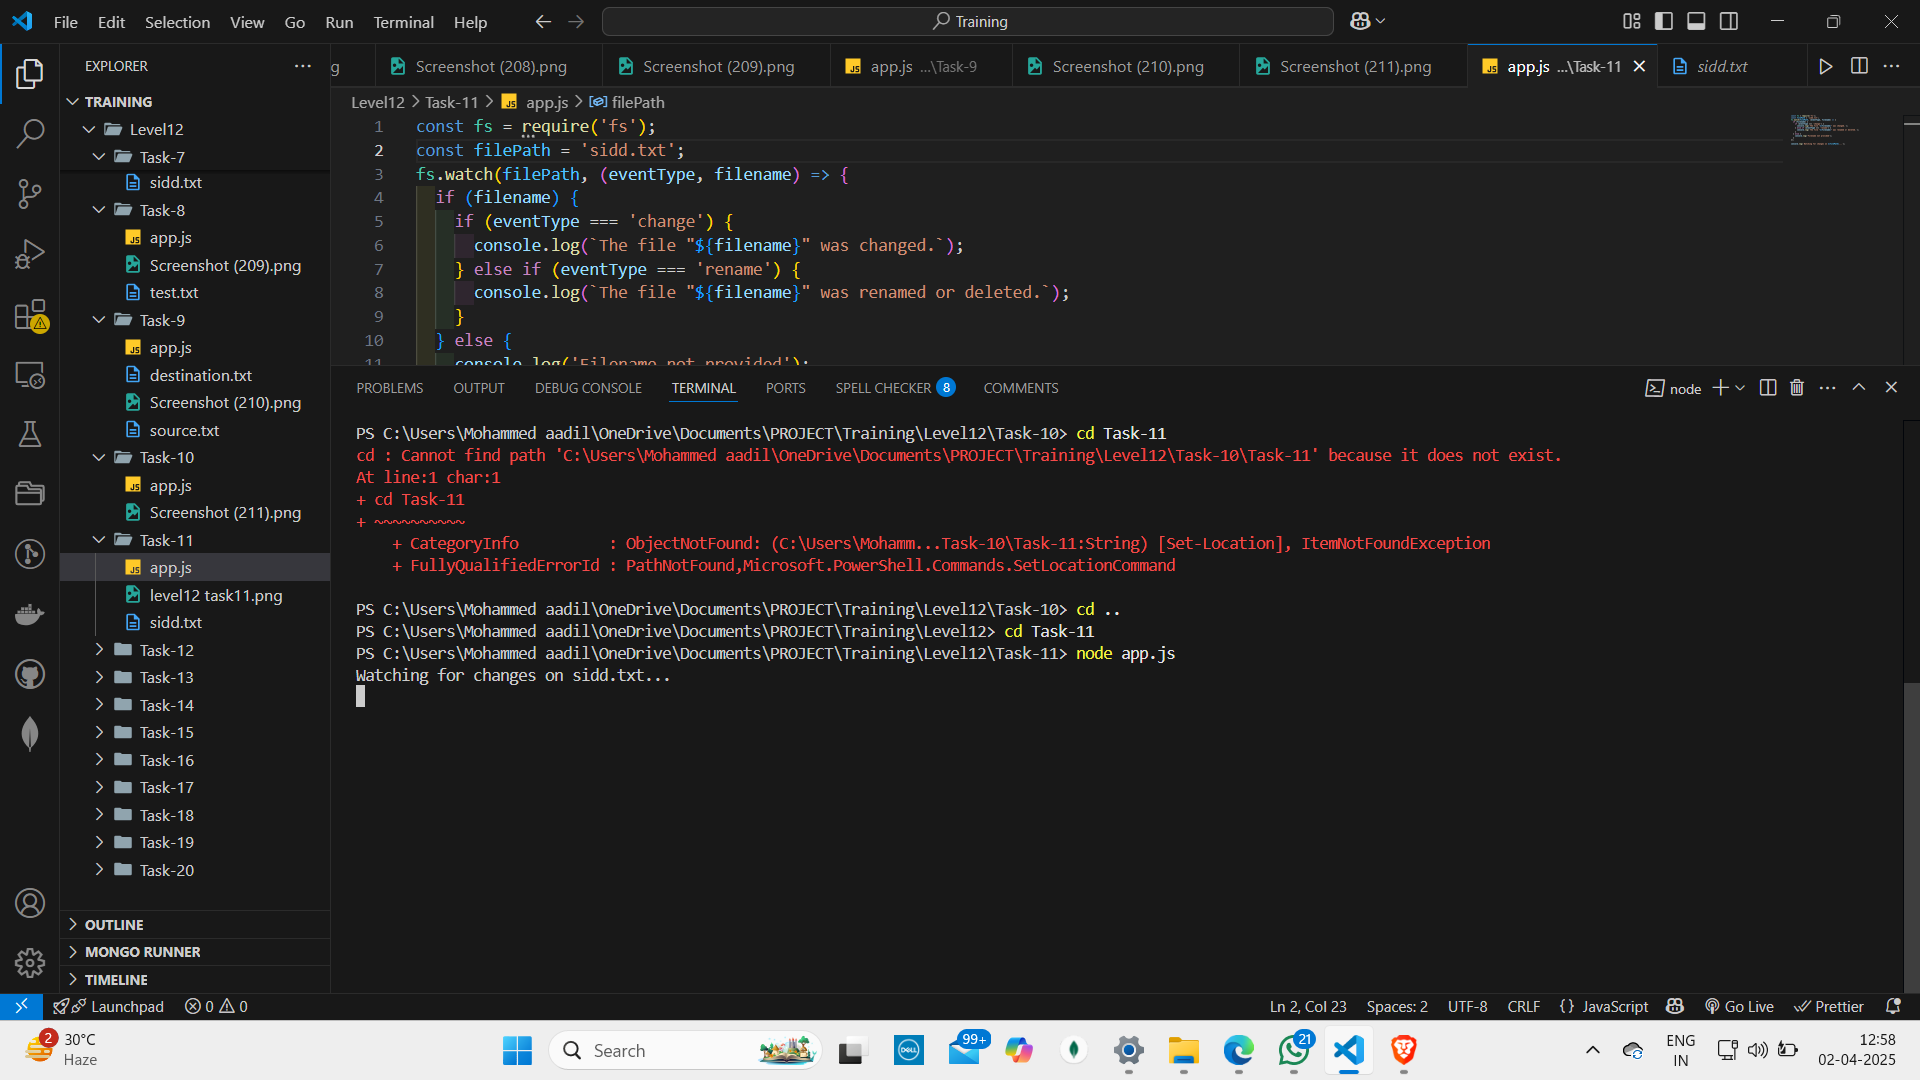 File Edit Selection View Go Run Terminal Help
Training
EXPLORER
g
Screenshot (208).png
Screenshot (209).png
app.js ...\Task-9
Screenshot (210).png
Screenshot (211).png
app.js ...\Task-11
sidd.txt
TRAINING
Level12
Task-7
sidd.txt
Task-8
app.js
Screenshot (209).png
test.txt
Task-9
app.js
destination.txt
Screenshot (210).png
source.txt
Task-10
app.js
Screenshot (211).png
Task-11
app.js
level12 task11.png
sidd.txt
Task-12
Task-13
Task-14
Task-15
Task-16
Task-17
Task-18
Task-19
Task-20
OUTLINE
MONGO RUNNER
TIMELINE
Level12 > Task-11 > JS app.js > filePath
1 const fs = require('fs');
2 const filePath = 'sidd.txt';
3 fs.watch(filePath, (eventType, filename) => {
4 if (filename) {
5 if (eventType === 'change') {
6 console.log(`The file "${filename}" was changed.`);
7 } else if (eventType === 'rename') {
8 console.log(`The file "${filename}" was renamed or deleted.`);
9 }
10 } else {
11 console.log('Filename not provided');
PROBLEMS OUTPUT DEBUG CONSOLE TERMINAL PORTS SPELL CHECKER 8 COMMENTS
node
PS C:\Users\Mohammed aadil\OneDrive\Documents\PROJECT\Training\Level12\Task-10> cd Task-11
cd : Cannot find path 'C:\Users\Mohammed aadil\OneDrive\Documents\PROJECT\Training\Level12\Task-10\Task-11' because it does not exist.
At line:1 char:1
+ cd Task-11
+ ~~~~~~~~~~
+ CategoryInfo : ObjectNotFound: (C:\Users\Mohamm...Task-10\Task-11:String) [Set-Location], ItemNotFoundException
+ FullyQualifiedErrorId : PathNotFound,Microsoft.PowerShell.Commands.SetLocationCommand
PS C:\Users\Mohammed aadil\OneDrive\Documents\PROJECT\Training\Level12\Task-10> cd ..
PS C:\Users\Mohammed aadil\OneDrive\Documents\PROJECT\Training\Level12> cd Task-11
PS C:\Users\Mohammed aadil\OneDrive\Documents\PROJECT\Training\Level12\Task-11> node app.js
Watching for changes on sidd.txt...
Launchpad 0 0
Ln 2, Col 23 Spaces: 2 UTF-8 CRLF {} JavaScript Go Live Prettier
2
30°C
Haze
Search
DELL
99+
21
ENG
IN
12:58
02-04-2025